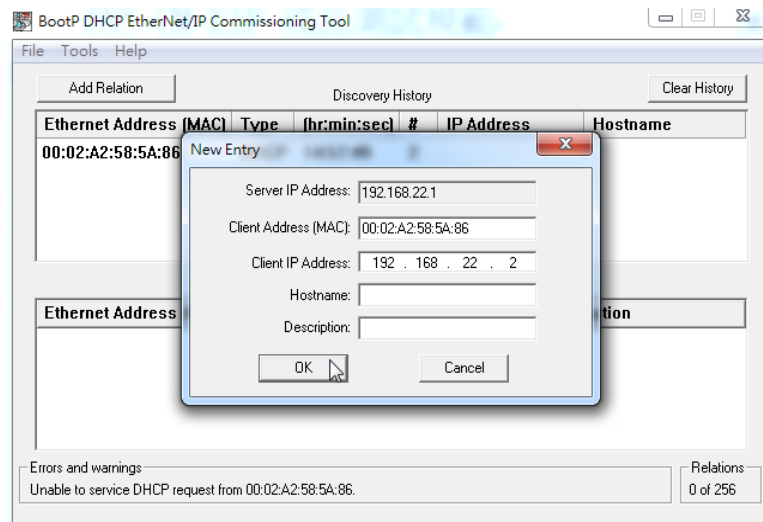 BootP DHCP EtherNet/IP Commissioning Tool
File Tools Help
Add Relation
Discovery History
Clear History
Ethernet Address (MAC) Type (hr:min:sec) # IP Address Hostname
00:02:A2:58:5A:86
New Entry
Server IP Address: 192.168.22.1
Client Address (MAC): 00:02:A2:58:5A:86
Client IP Address: 192 . 168 . 22 . 2
Hostname:
Description:
OK
Cancel
Ethernet Address
tion
Errors and warnings
Unable to service DHCP request from 00:02:A2:58:5A:86.
Relations
0 of 256